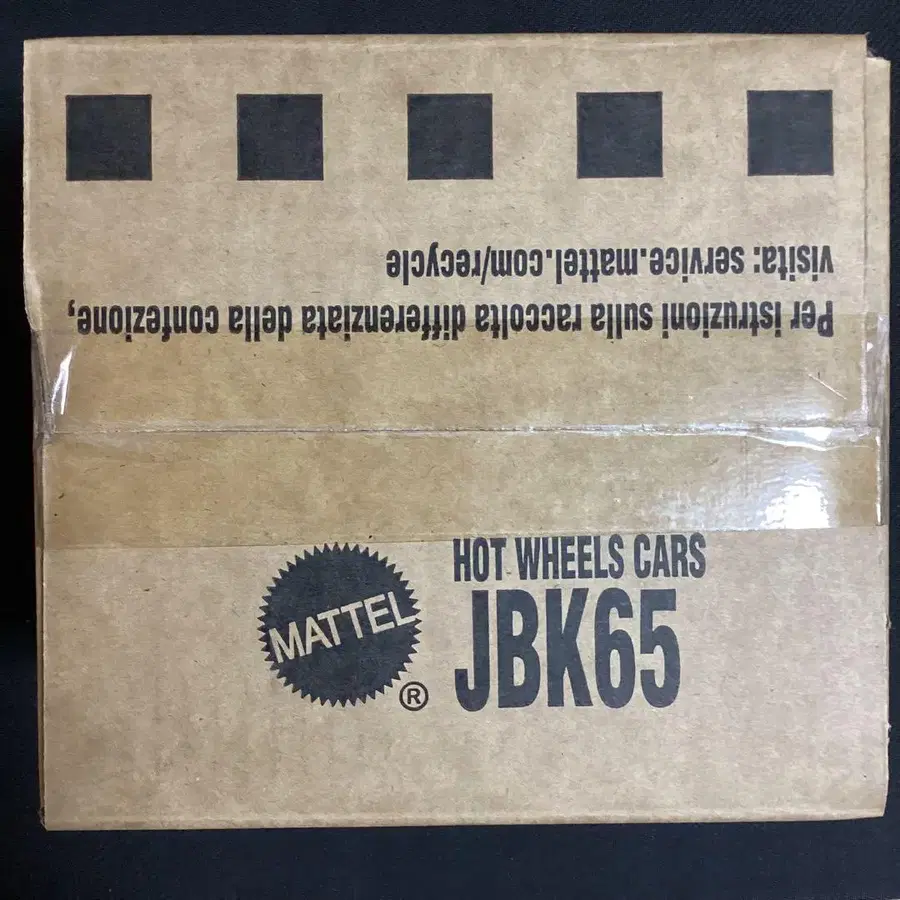 Per istruzioni sulla raccolta differenziata della confezione,
visita: service.mattel.com/recycle
HOT WHEELS CARS
JBK65
MATTEL
®